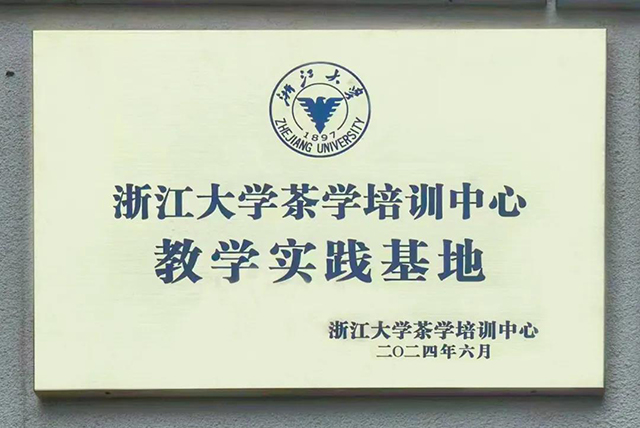 浙江大学
1897
ZHEJIANG UNIVERSITY
浙江大学茶学培训中心
教学实践基地
浙江大学茶学培训中心
二〇二四年六月